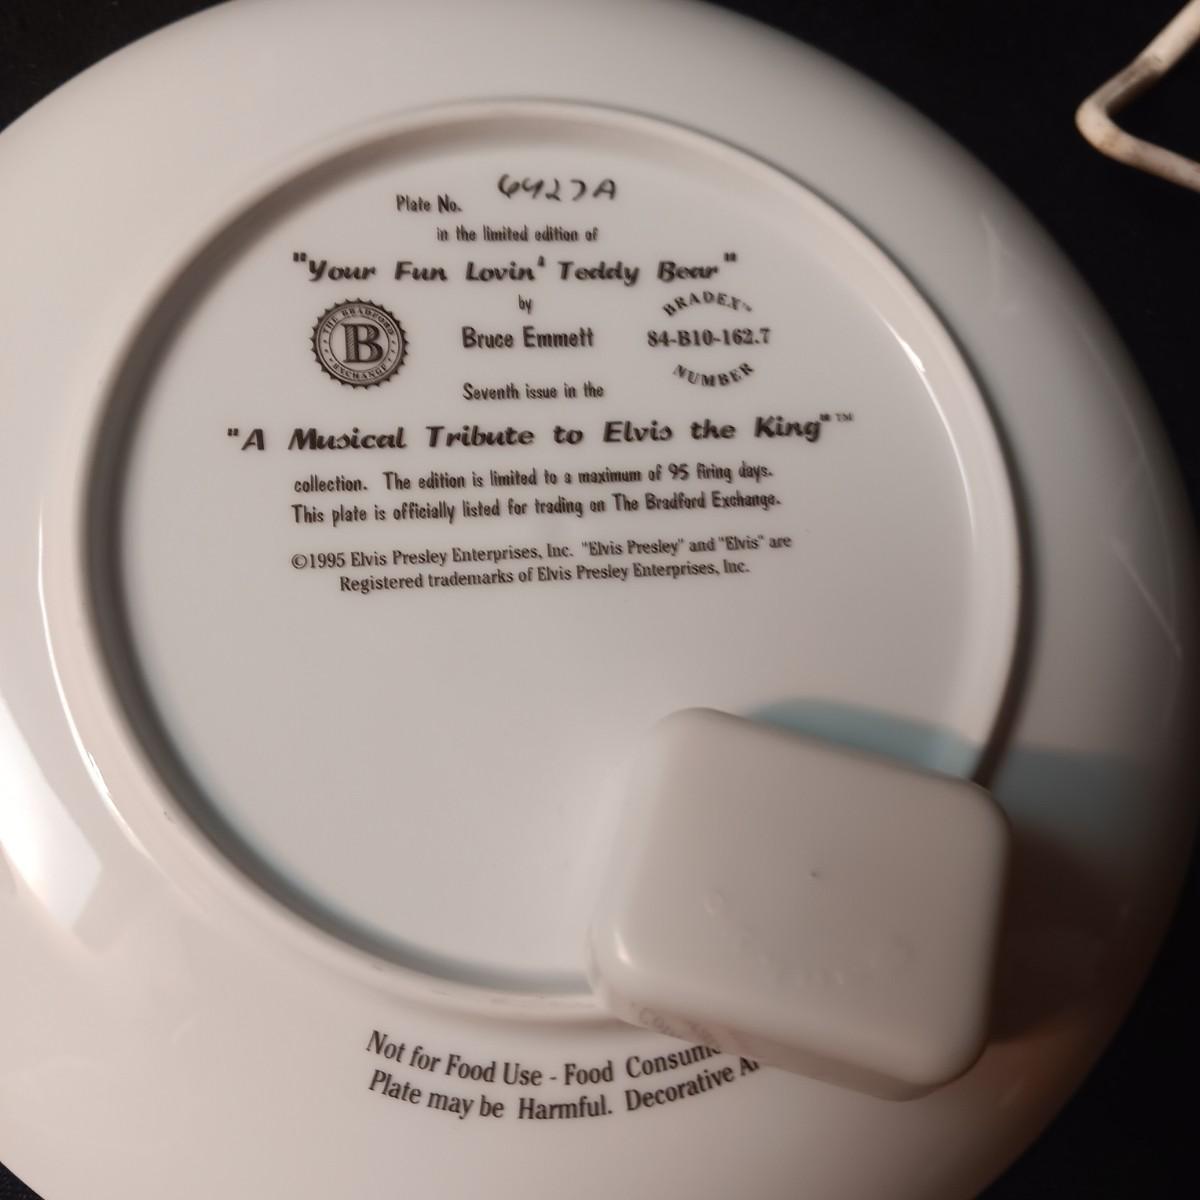 Plate No. 6427A
in the limited edition of
"Your Fun Lovin' Teddy Bear"
by
THE BRADFORD EXCHANGE
B
Bruce Emmett
BRADEX™
84-B10-162.7
NUMBER
Seventh issue in the
"A Musical Tribute to Elvis the King"™
collection. The edition is limited to a maximum of 95 firing days.
This plate is officially listed for trading on The Bradford Exchange.
©1995 Elvis Presley Enterprises, Inc. "Elvis Presley" and "Elvis" are
Registered trademarks of Elvis Presley Enterprises, Inc.
Not for Food Use - Food
Plate may be Harmful. Decorative